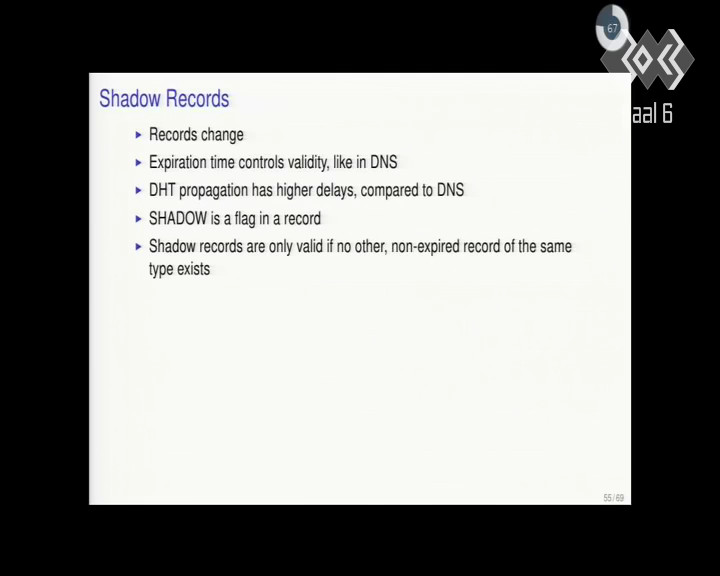 67
aal 6
Shadow Records
Records change
Expiration time controls validity, like in DNS
DHT propagation has higher delays, compared to DNS
SHADOW is a flag in a record
Shadow records are only valid if no other, non-expired record of the same
type exists
55/69